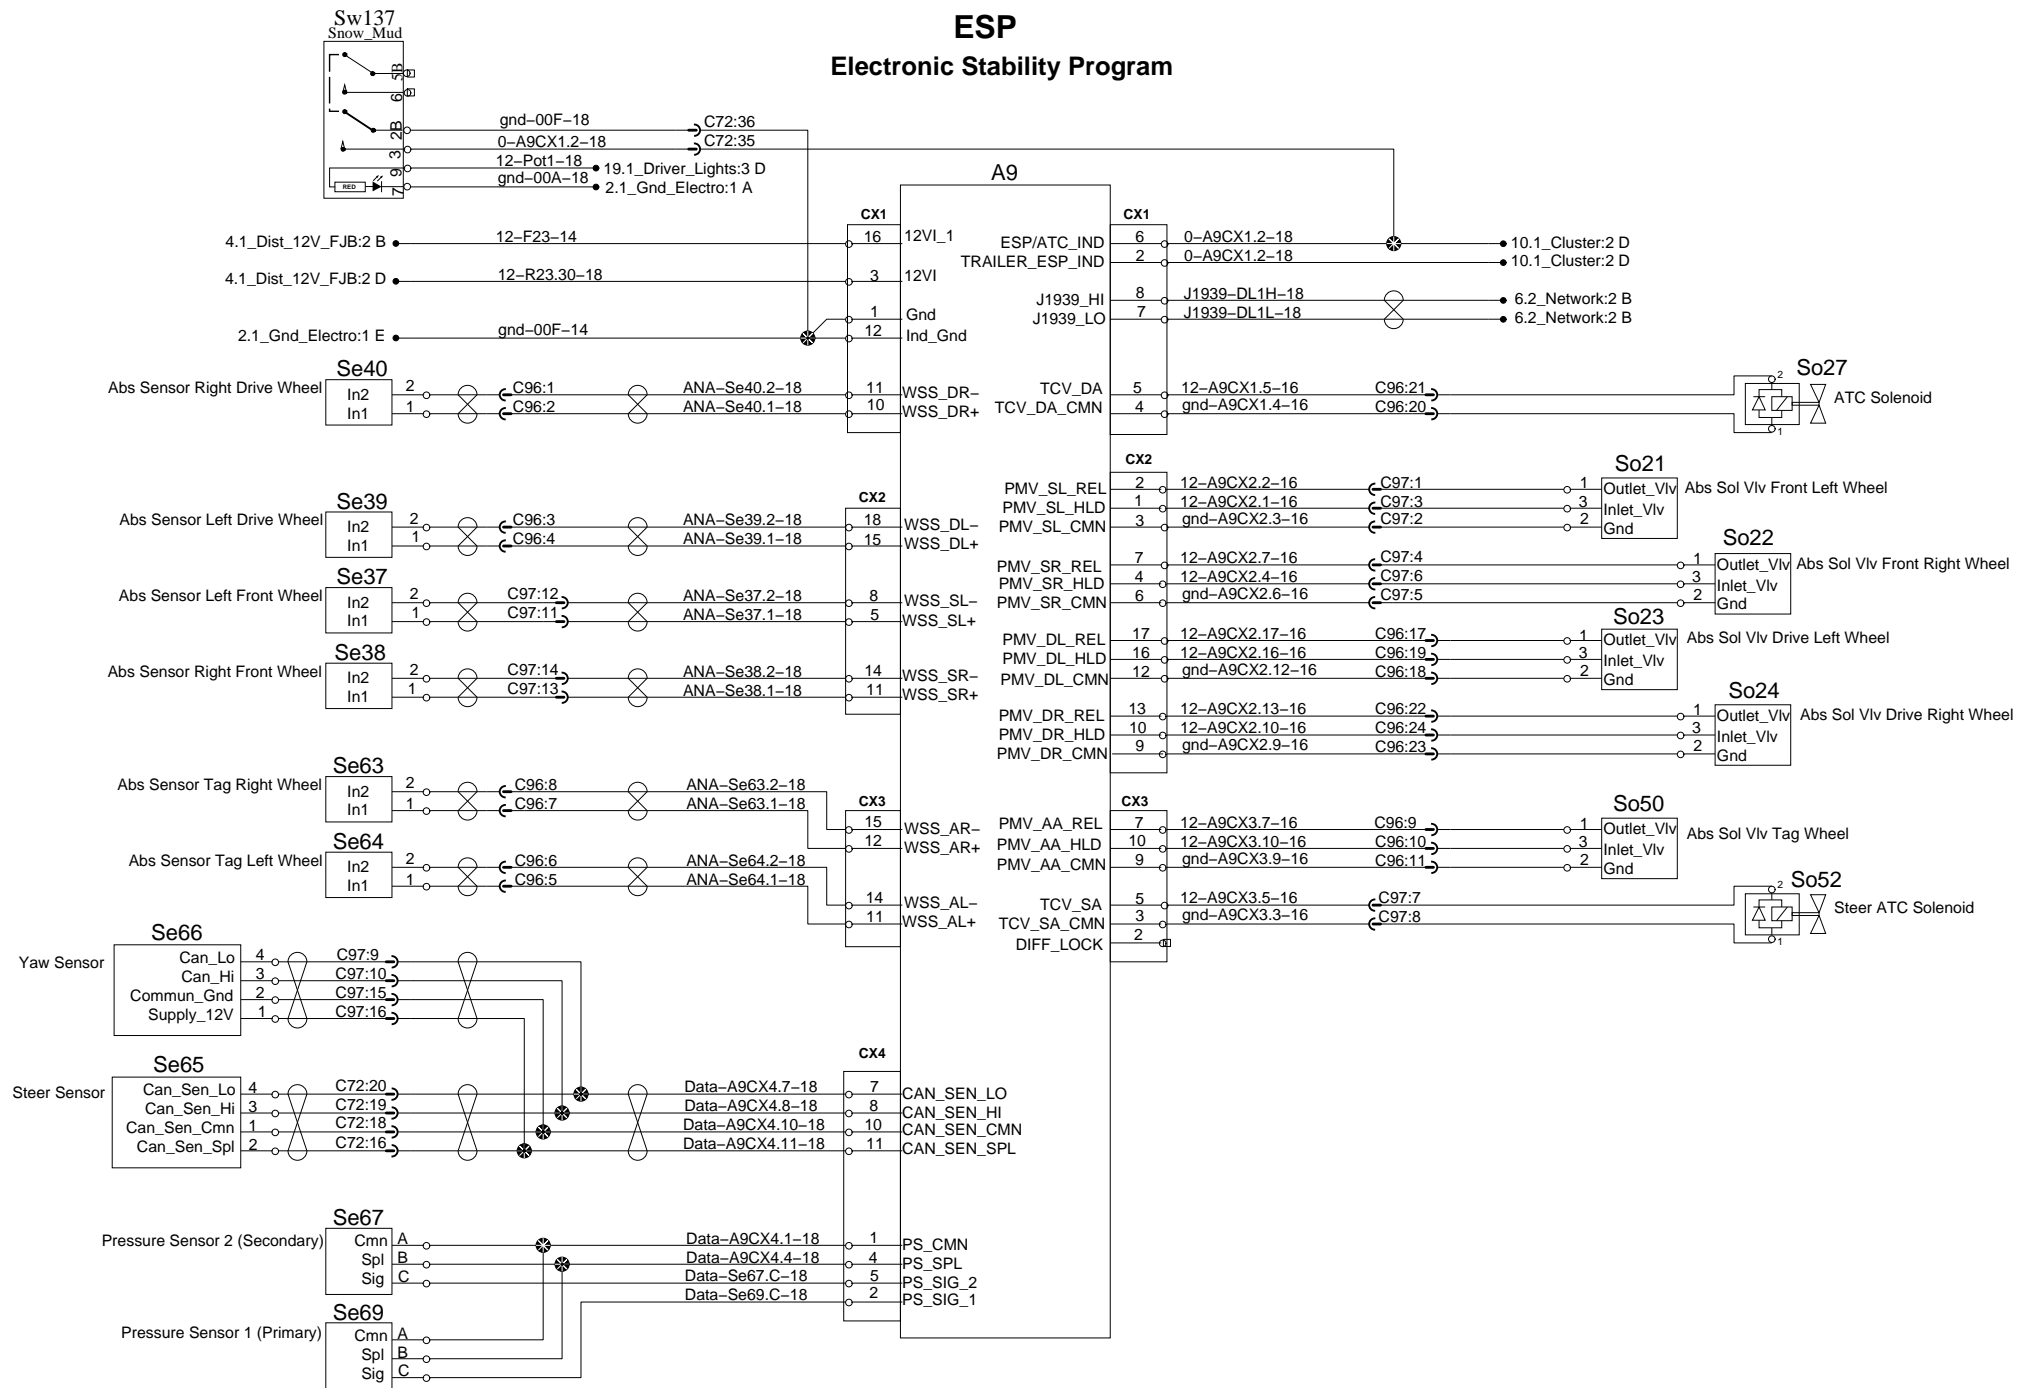 ESP
Electronic Stability Program
Sw137
Snow_Mud
5B
6
2B gnd-00F-18 C72:36
3 0-A9CX1.2-18 C72:35
9 12-Pot1-18 19.1_Driver_Lights:3 D
RED 7 gnd-00A-18 2.1_Gnd_Electro:1 A
A9
CX1
4.1_Dist_12V_FJB:2 B 12-F23-14 16 12VI_1
4.1_Dist_12V_FJB:2 D 12-R23.30-18 3 12VI
1 Gnd
2.1_Gnd_Electro:1 E gnd-00F-14 12 Ind_Gnd
Se40
Abs Sensor Right Drive Wheel
In2 2 C96:1 ANA-Se40.2-18 11 WSS_DR-
In1 1 C96:2 ANA-Se40.1-18 10 WSS_DR+
CX2
Se39
Abs Sensor Left Drive Wheel
In2 2 C96:3 ANA-Se39.2-18 18 WSS_DL-
In1 1 C96:4 ANA-Se39.1-18 15 WSS_DL+
Se37
Abs Sensor Left Front Wheel
In2 2 C97:12 ANA-Se37.2-18 8 WSS_SL-
In1 1 C97:11 ANA-Se37.1-18 5 WSS_SL+
Se38
Abs Sensor Right Front Wheel
In2 2 C97:14 ANA-Se38.2-18 14 WSS_SR-
In1 1 C97:13 ANA-Se38.1-18 11 WSS_SR+
Se63
Abs Sensor Tag Right Wheel
In2 2 C96:8 ANA-Se63.2-18
In1 1 C96:7 ANA-Se63.1-18
CX3
15 WSS_AR-
12 WSS_AR+
Se64
Abs Sensor Tag Left Wheel
In2 2 C96:6 ANA-Se64.2-18
In1 1 C96:5 ANA-Se64.1-18
14 WSS_AL-
11 WSS_AL+
Se66
Yaw Sensor
Can_Lo 4 C97:9
Can_Hi 3 C97:10
Commun_Gnd 2 C97:15
Supply_12V 1 C97:16
CX4
Se65
Steer Sensor
Can_Sen_Lo 4 C72:20 Data-A9CX4.7-18 7 CAN_SEN_LO
Can_Sen_Hi 3 C72:19 Data-A9CX4.8-18 8 CAN_SEN_HI
Can_Sen_Cmn 1 C72:18 Data-A9CX4.10-18 10 CAN_SEN_CMN
Can_Sen_Spl 2 C72:16 Data-A9CX4.11-18 11 CAN_SEN_SPL
Se67
Pressure Sensor 2 (Secondary)
Cmn A Data-A9CX4.1-18 1 PS_CMN
Spl B Data-A9CX4.4-18 4 PS_SPL
Sig C Data-Se67.C-18 5 PS_SIG_2
Data-Se69.C-18 2 PS_SIG_1
Se69
Pressure Sensor 1 (Primary)
Cmn A
Spl B
Sig C
CX1
ESP/ATC_IND 6 0-A9CX1.2-18 10.1_Cluster:2 D
TRAILER_ESP_IND 2 0-A9CX1.2-18 10.1_Cluster:2 D
J1939_HI 8 J1939-DL1H-18 6.2_Network:2 B
J1939_LO 7 J1939-DL1L-18 6.2_Network:2 B
So27
TCV_DA 5 12-A9CX1.5-16 C96:21 2
ATC Solenoid
TCV_DA_CMN 4 gnd-A9CX1.4-16 C96:20 1
CX2
So21
PMV_SL_REL 2 12-A9CX2.2-16 C97:1 1 Outlet_Vlv Abs Sol Vlv Front Left Wheel
PMV_SL_HLD 1 12-A9CX2.1-16 C97:3 3 Inlet_Vlv
PMV_SL_CMN 3 gnd-A9CX2.3-16 C97:2 2 Gnd
So22
PMV_SR_REL 7 12-A9CX2.7-16 C97:4 1 Outlet_Vlv Abs Sol Vlv Front Right Wheel
PMV_SR_HLD 4 12-A9CX2.4-16 C97:6 3 Inlet_Vlv
PMV_SR_CMN 6 gnd-A9CX2.6-16 C97:5 2 Gnd
So23
PMV_DL_REL 17 12-A9CX2.17-16 C96:17 1 Outlet_Vlv Abs Sol Vlv Drive Left Wheel
PMV_DL_HLD 16 12-A9CX2.16-16 C96:19 3 Inlet_Vlv
PMV_DL_CMN 12 gnd-A9CX2.12-16 C96:18 2 Gnd
So24
PMV_DR_REL 13 12-A9CX2.13-16 C96:22 1 Outlet_Vlv Abs Sol Vlv Drive Right Wheel
PMV_DR_HLD 10 12-A9CX2.10-16 C96:24 3 Inlet_Vlv
PMV_DR_CMN 9 gnd-A9CX2.9-16 C96:23 2 Gnd
CX3
So50
PMV_AA_REL 7 12-A9CX3.7-16 C96:9 1 Outlet_Vlv Abs Sol Vlv Tag Wheel
PMV_AA_HLD 10 12-A9CX3.10-16 C96:10 3 Inlet_Vlv
PMV_AA_CMN 9 gnd-A9CX3.9-16 C96:11 2 Gnd
So52
TCV_SA 5 12-A9CX3.5-16 C97:7 2
Steer ATC Solenoid
TCV_SA_CMN 3 gnd-A9CX3.3-16 C97:8 1
DIFF_LOCK 2